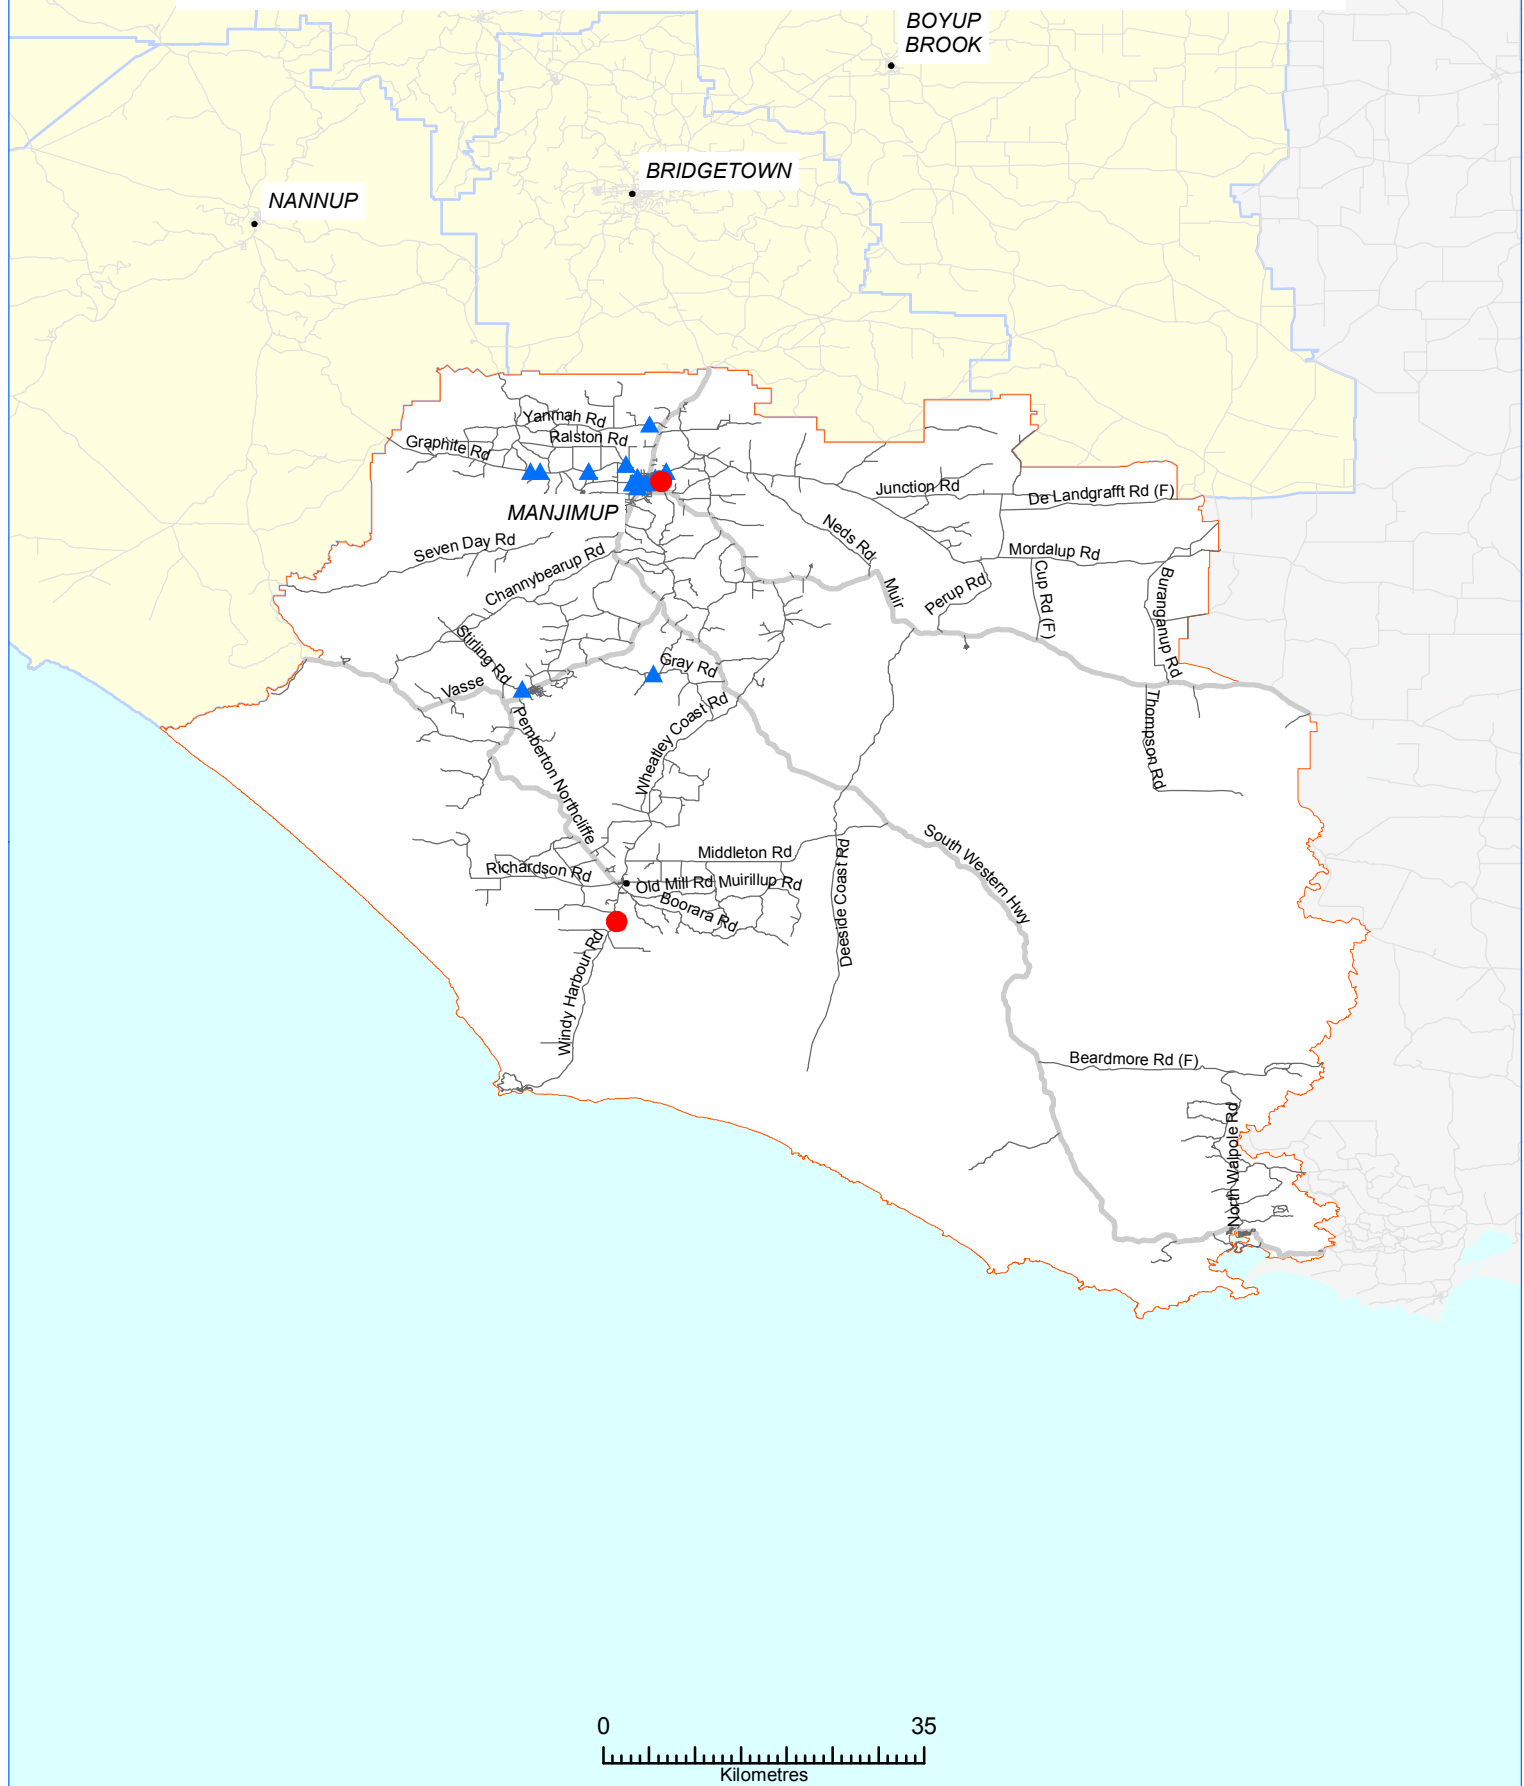 BOYUP
BROOK
BRIDGETOWN
NANNUP
Yanmah Rd
Ralston Rd
Graphite Rd
Junction Rd
De Landgrafft Rd (F)
MANJIMUP
Neds Rd
Seven Day Rd
Mordalup Rd
Channybearup Rd
Muir
Perup Rd
Cup Rd (F)
Buranganup Rd
Stirling Rd
Gray Rd
Vasse
Wheatley Coast Rd
Thompson Rd
Pemberton Northcliffe
South Western Hwy
Middleton Rd
Richardson Rd
Old Mill Rd
Muirillup Rd
Boorara Rd
Deeside Coast Rd
Windy Harbour Rd
Beardmore Rd (F)
North Walpole Rd
0 35
Kilometres